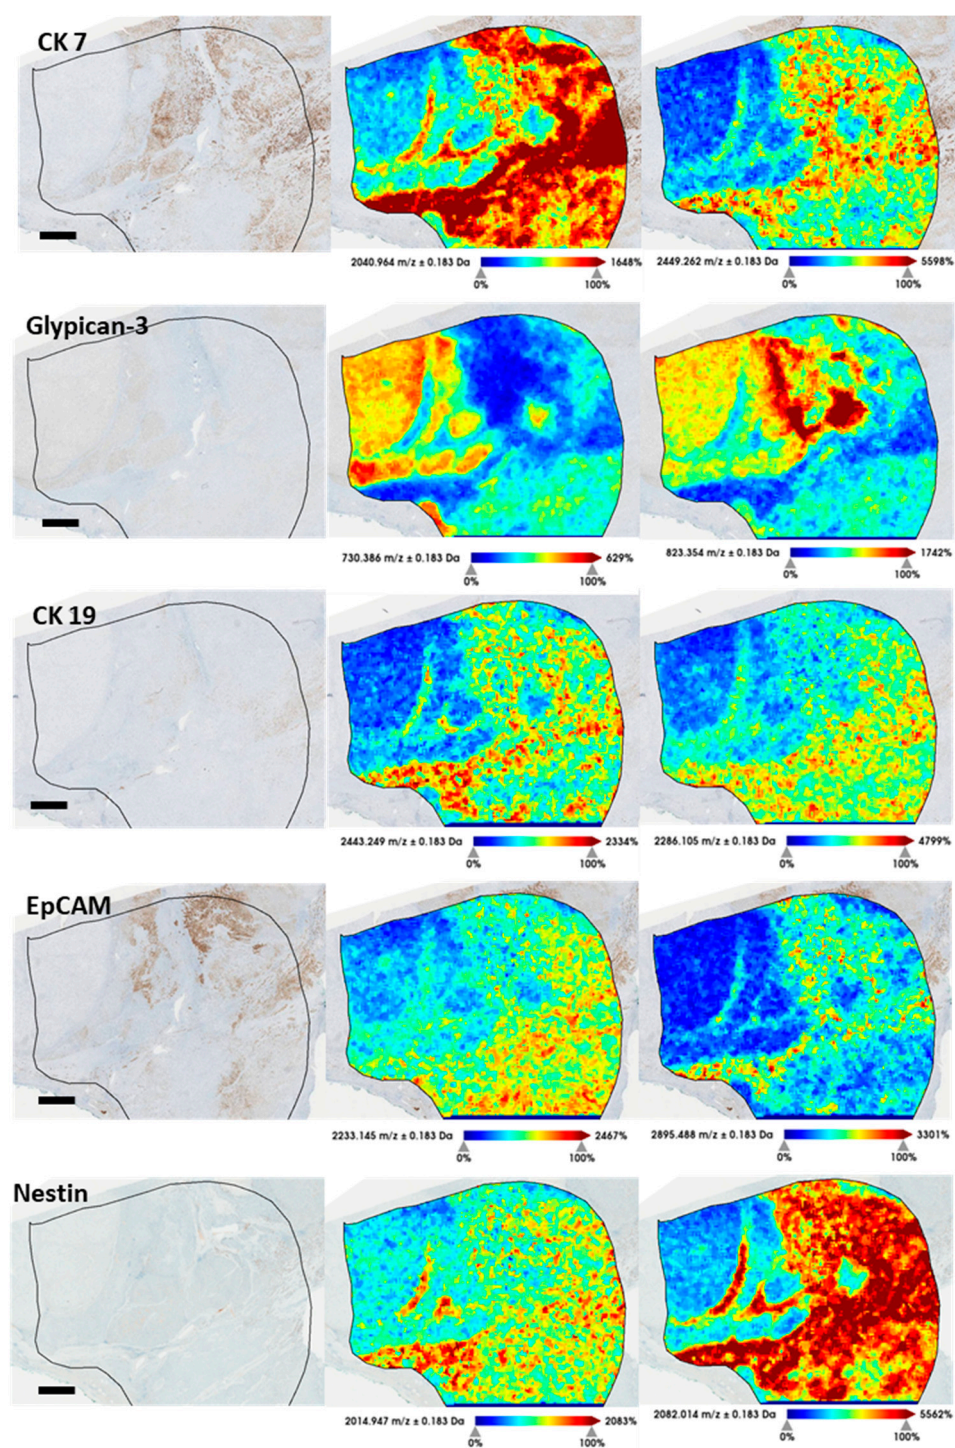 CK 7
2040.964 m/z ± 0.183 Da 1648% 2449.262 m/z ± 0.183 Da 5598%
0% 100% 0% 100%
Glypican-3
730.386 m/z ± 0.183 Da 629% 823.354 m/z ± 0.183 Da 1742%
0% 100% 0% 100%
CK 19
2443.249 m/z ± 0.183 Da 2334% 2286.105 m/z ± 0.183 Da 4799%
0% 100% 0% 100%
EpCAM
2233.145 m/z ± 0.183 Da 2467% 2895.488 m/z ± 0.183 Da 3301%
0% 100% 0% 100%
Nestin
2014.947 m/z ± 0.183 Da 2083% 2082.014 m/z ± 0.183 Da 5562%
0% 100% 0% 100%